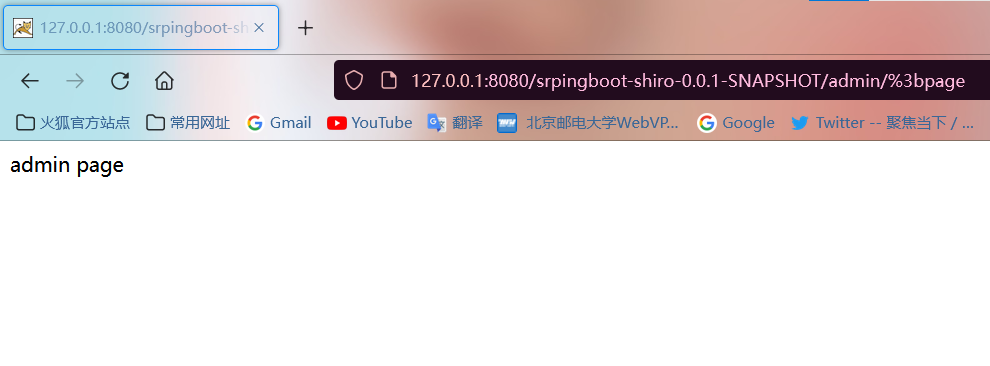 127.0.0.1:8080/srpingboot-sh
127.0.0.1:8080/srpingboot-shiro-0.0.1-SNAPSHOT/admin/%3bpage
火狐官方站点 常用网址 Gmail YouTube 翻译 北京邮电大学WebVP... Google Twitter -- 聚焦当下 / ...
admin page